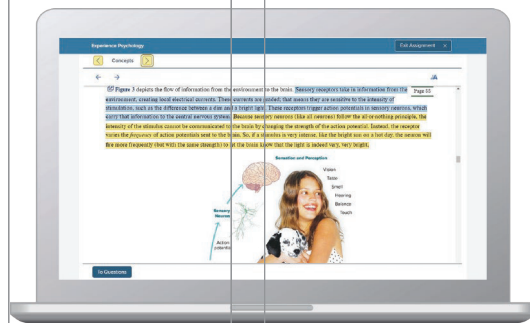 Experience Psychology
Exit Assignment ×
Concepts
Figure 3 depicts the flow of information from the environment to the brain. Sensory receptors take in information from the
Page 68
environment, creating local electrical currents. These currents are graded; that means they are sensitive to the intensity of
stimulation, such as the difference between a dim and a bright light. These receptors trigger action potentials in sensory neurons, which
carry that information to the central nervous system. Because sensory neurons (like all neurons) follow the all-or-nothing principle, the
intensity of the stimulus cannot be communicated to the brain by changing the strength of the action potential. Instead, the receptor
varies the frequency of action potentials sent to the brain. So, if a stimulus is very intense, like the bright sun on a hot day, the neuron will
fire more frequently (but with the same strength) to let the brain know that the light is indeed very, very bright.
Sensation and Perception
Vision
Taste
Smell
Hearing
Balance
Touch
Sensory
Neuron
Action
potential
To Questions